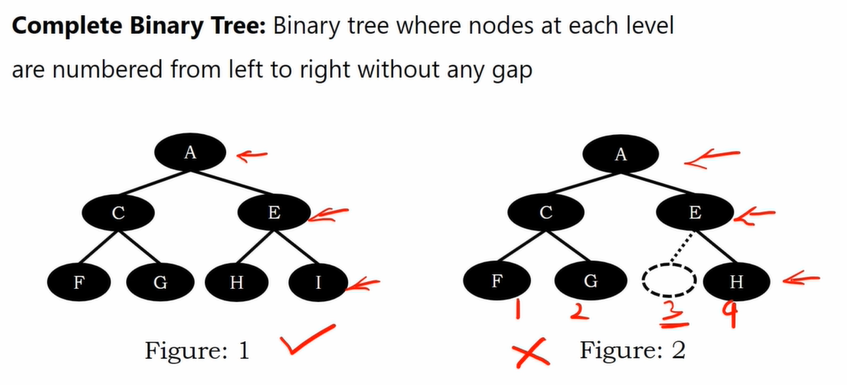 Complete Binary Tree: Binary tree where nodes at each level
are numbered from left to right without any gap
A
A
C
E
C
E
F
G
H
I
F
G
H
1
2
3
4
Figure: 1
Figure: 2